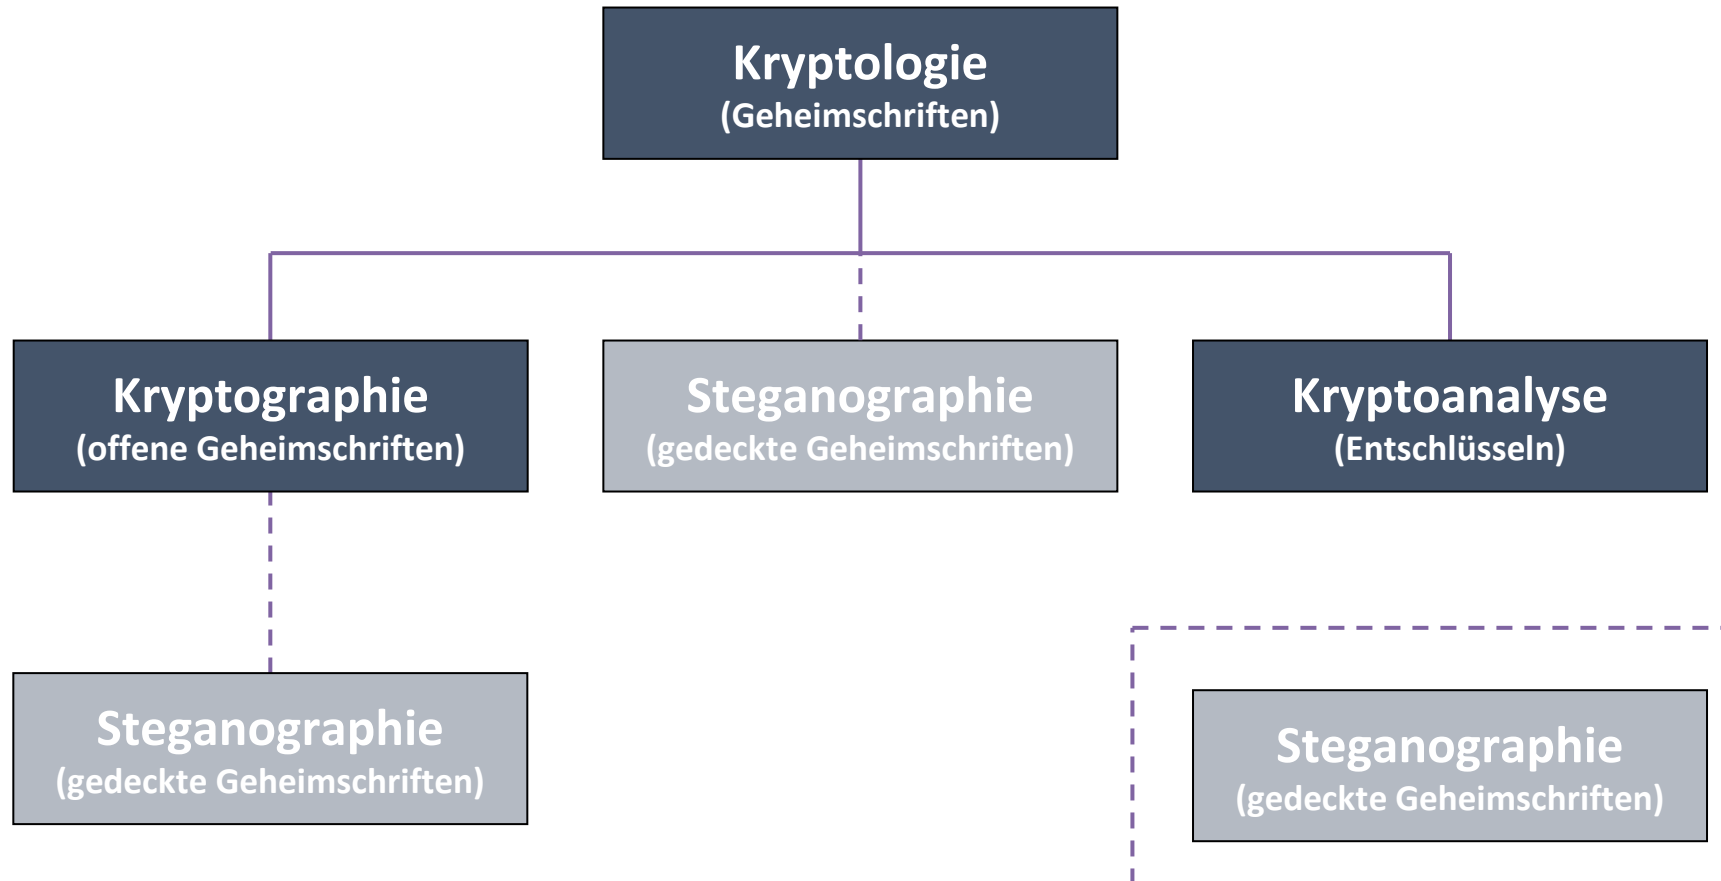 Kryptologie
(Geheimschriften)
Kryptographie
(offene Geheimschriften)
Steganographie
(gedeckte Geheimschriften)
Kryptoanalyse
(Entschlüsseln)
Steganographie
(gedeckte Geheimschriften)
Steganographie
(gedeckte Geheimschriften)